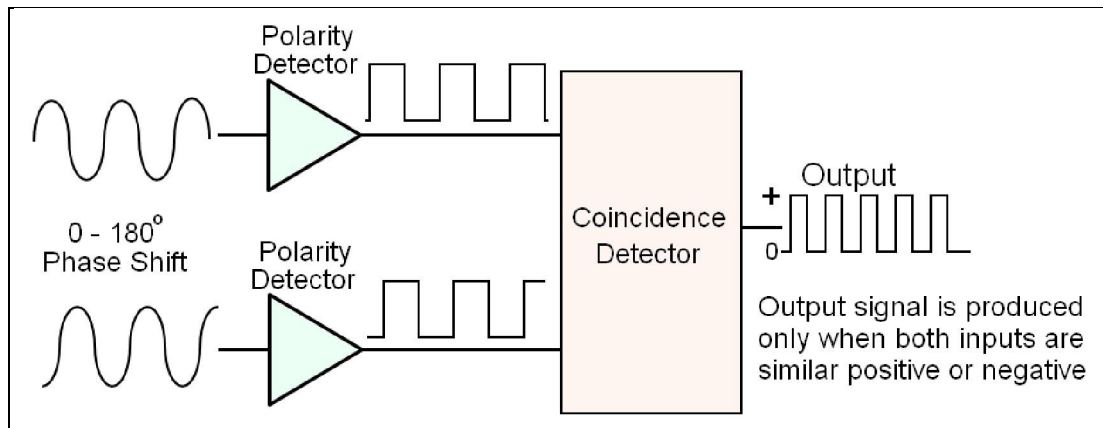 Polarity
Detector
0 - 180°
Phase Shift
Polarity
Detector
Coincidence
Detector
Output
+
0
Output signal is produced
only when both inputs are
similar positive or negative